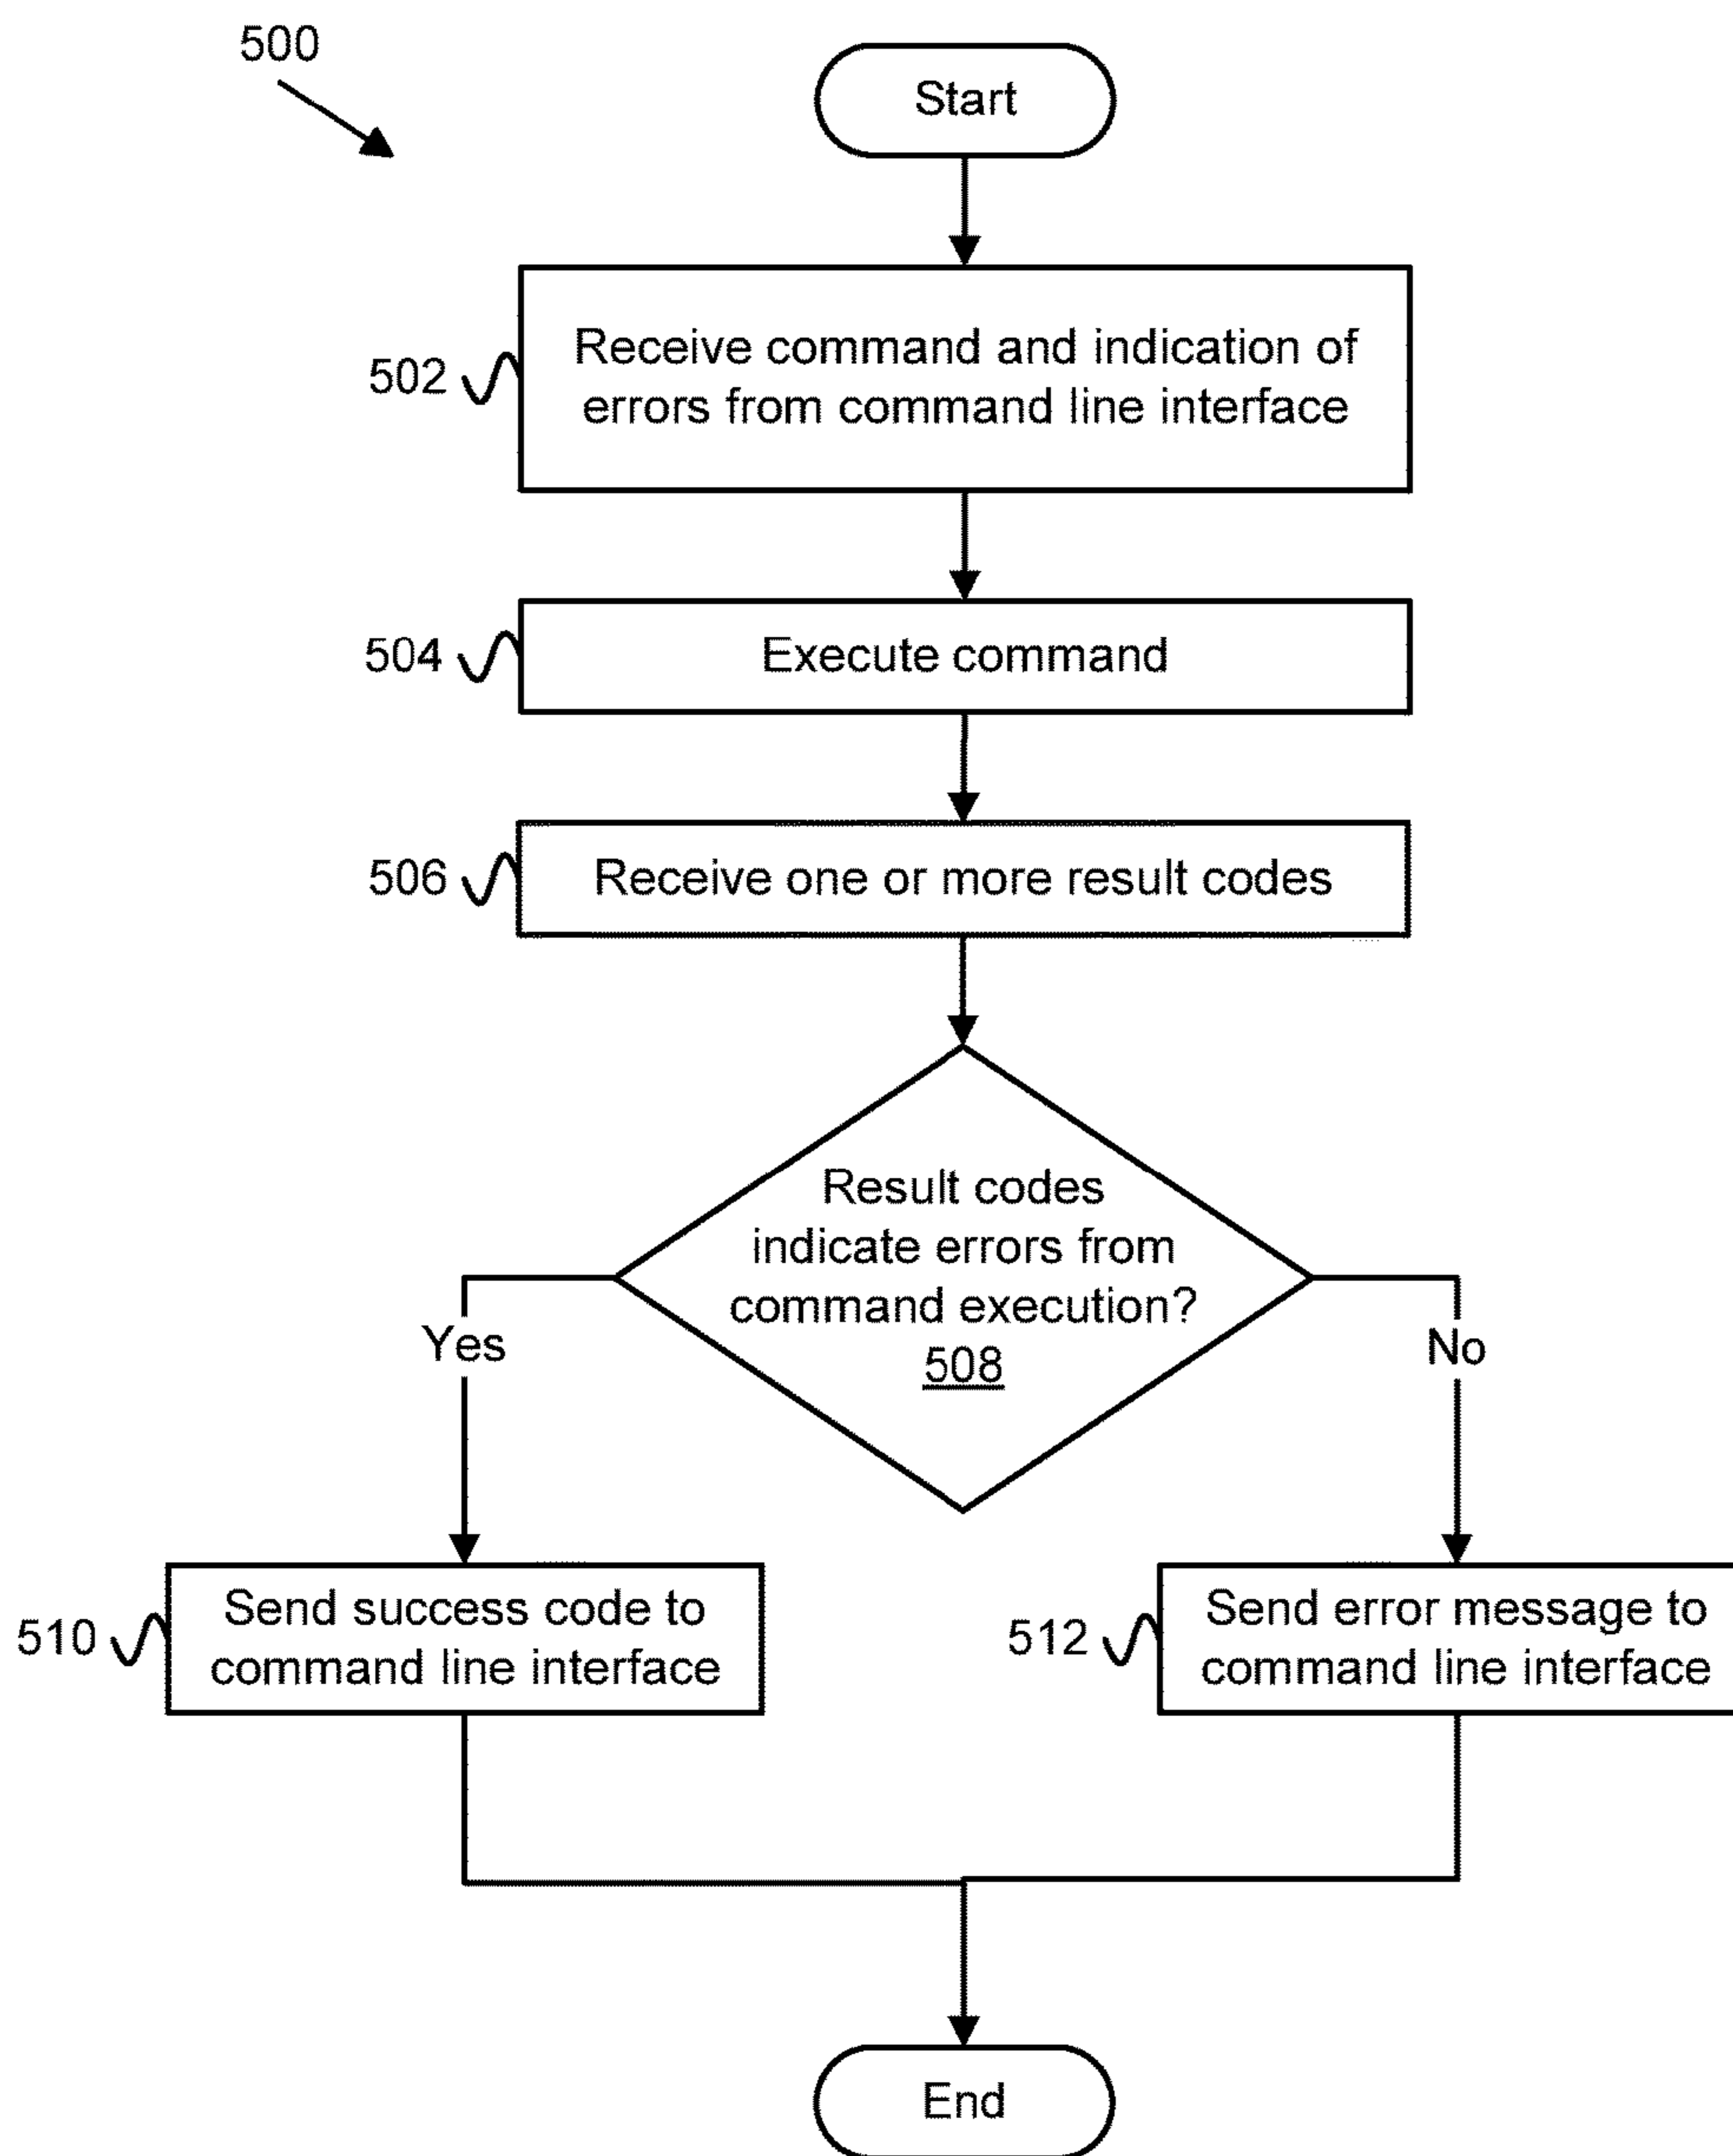 500
Start
502
Receive command and indication of
errors from command line interface
504
Execute command
506
Receive one or more result codes
Result codes
indicate errors from
command execution?
508
Yes
No
510
Send success code to
command line interface
512
Send error message to
command line interface
End